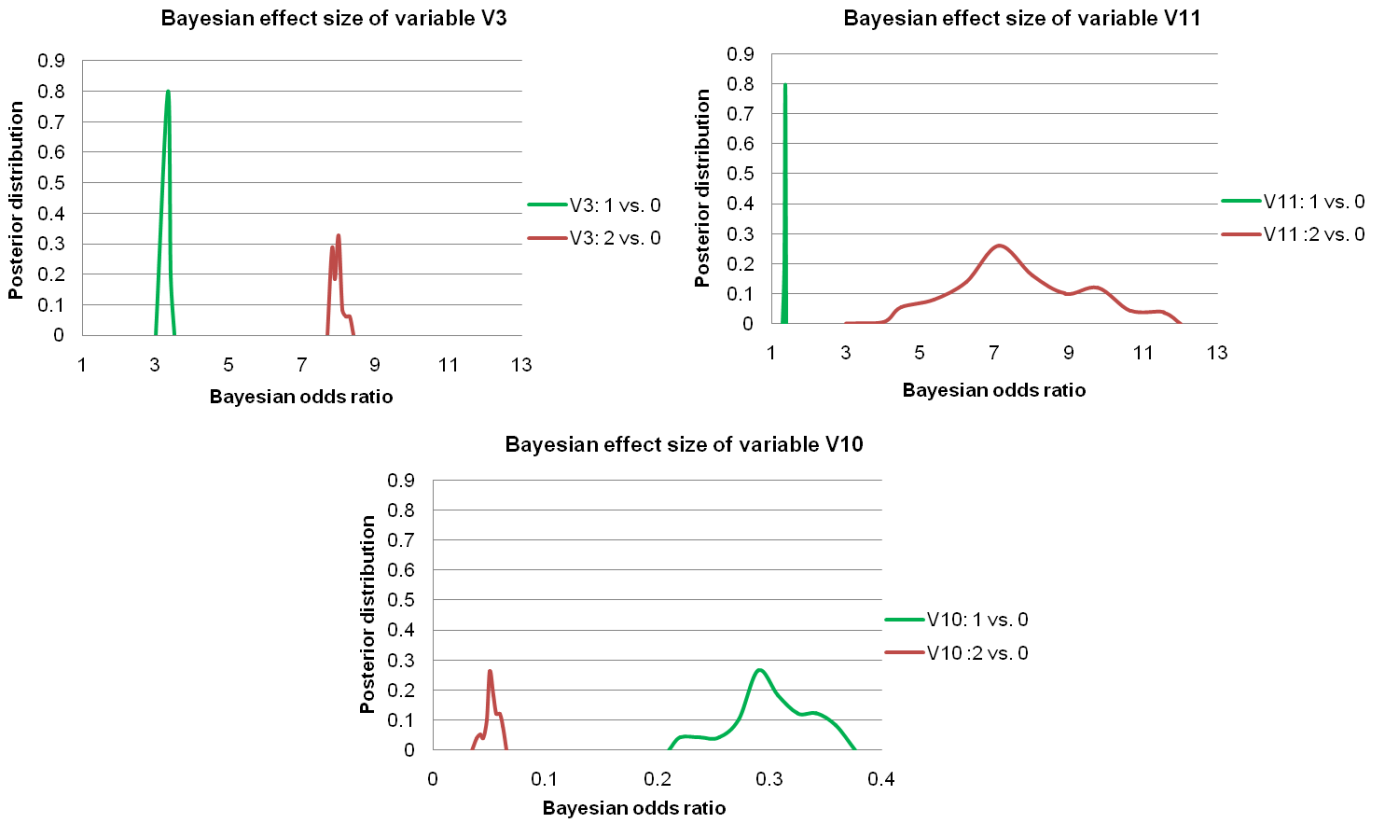 Bayesian effect size of variable V3
Posterior distribution
0.9
0.8
0.7
0.6
0.5
0.4
0.3
0.2
0.1
0
1 3 5 7 9 11 13
Bayesian odds ratio
V3: 1 vs. 0
V3: 2 vs. 0
Bayesian effect size of variable V11
Posterior distribution
0.9
0.8
0.7
0.6
0.5
0.4
0.3
0.2
0.1
0
1 3 5 7 9 11 13
Bayesian odds ratio
V11: 1 vs. 0
V11 :2 vs. 0
Bayesian effect size of variable V10
Posterior distribution
0.9
0.8
0.7
0.6
0.5
0.4
0.3
0.2
0.1
0
0 0.1 0.2 0.3 0.4
Bayesian odds ratio
V10: 1 vs. 0
V10 :2 vs. 0